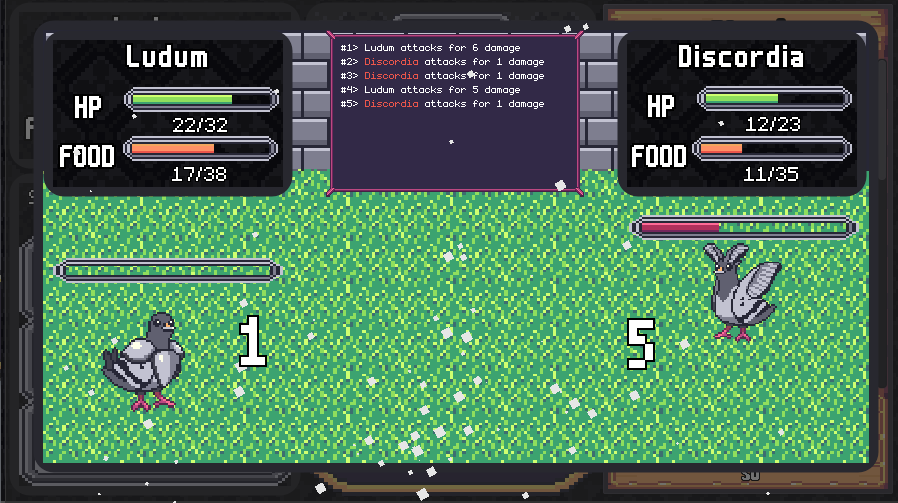 Ludum
HP
22/32
FOOD
17/38
#1> Ludum attacks for 6 damage
#2> Discordia attacks for 1 damage
#3> Discordia attacks for 1 damage
#4> Ludum attacks for 5 damage
#5> Discordia attacks for 1 damage
Discordia
HP
12/23
FOOD
11/35
1
5